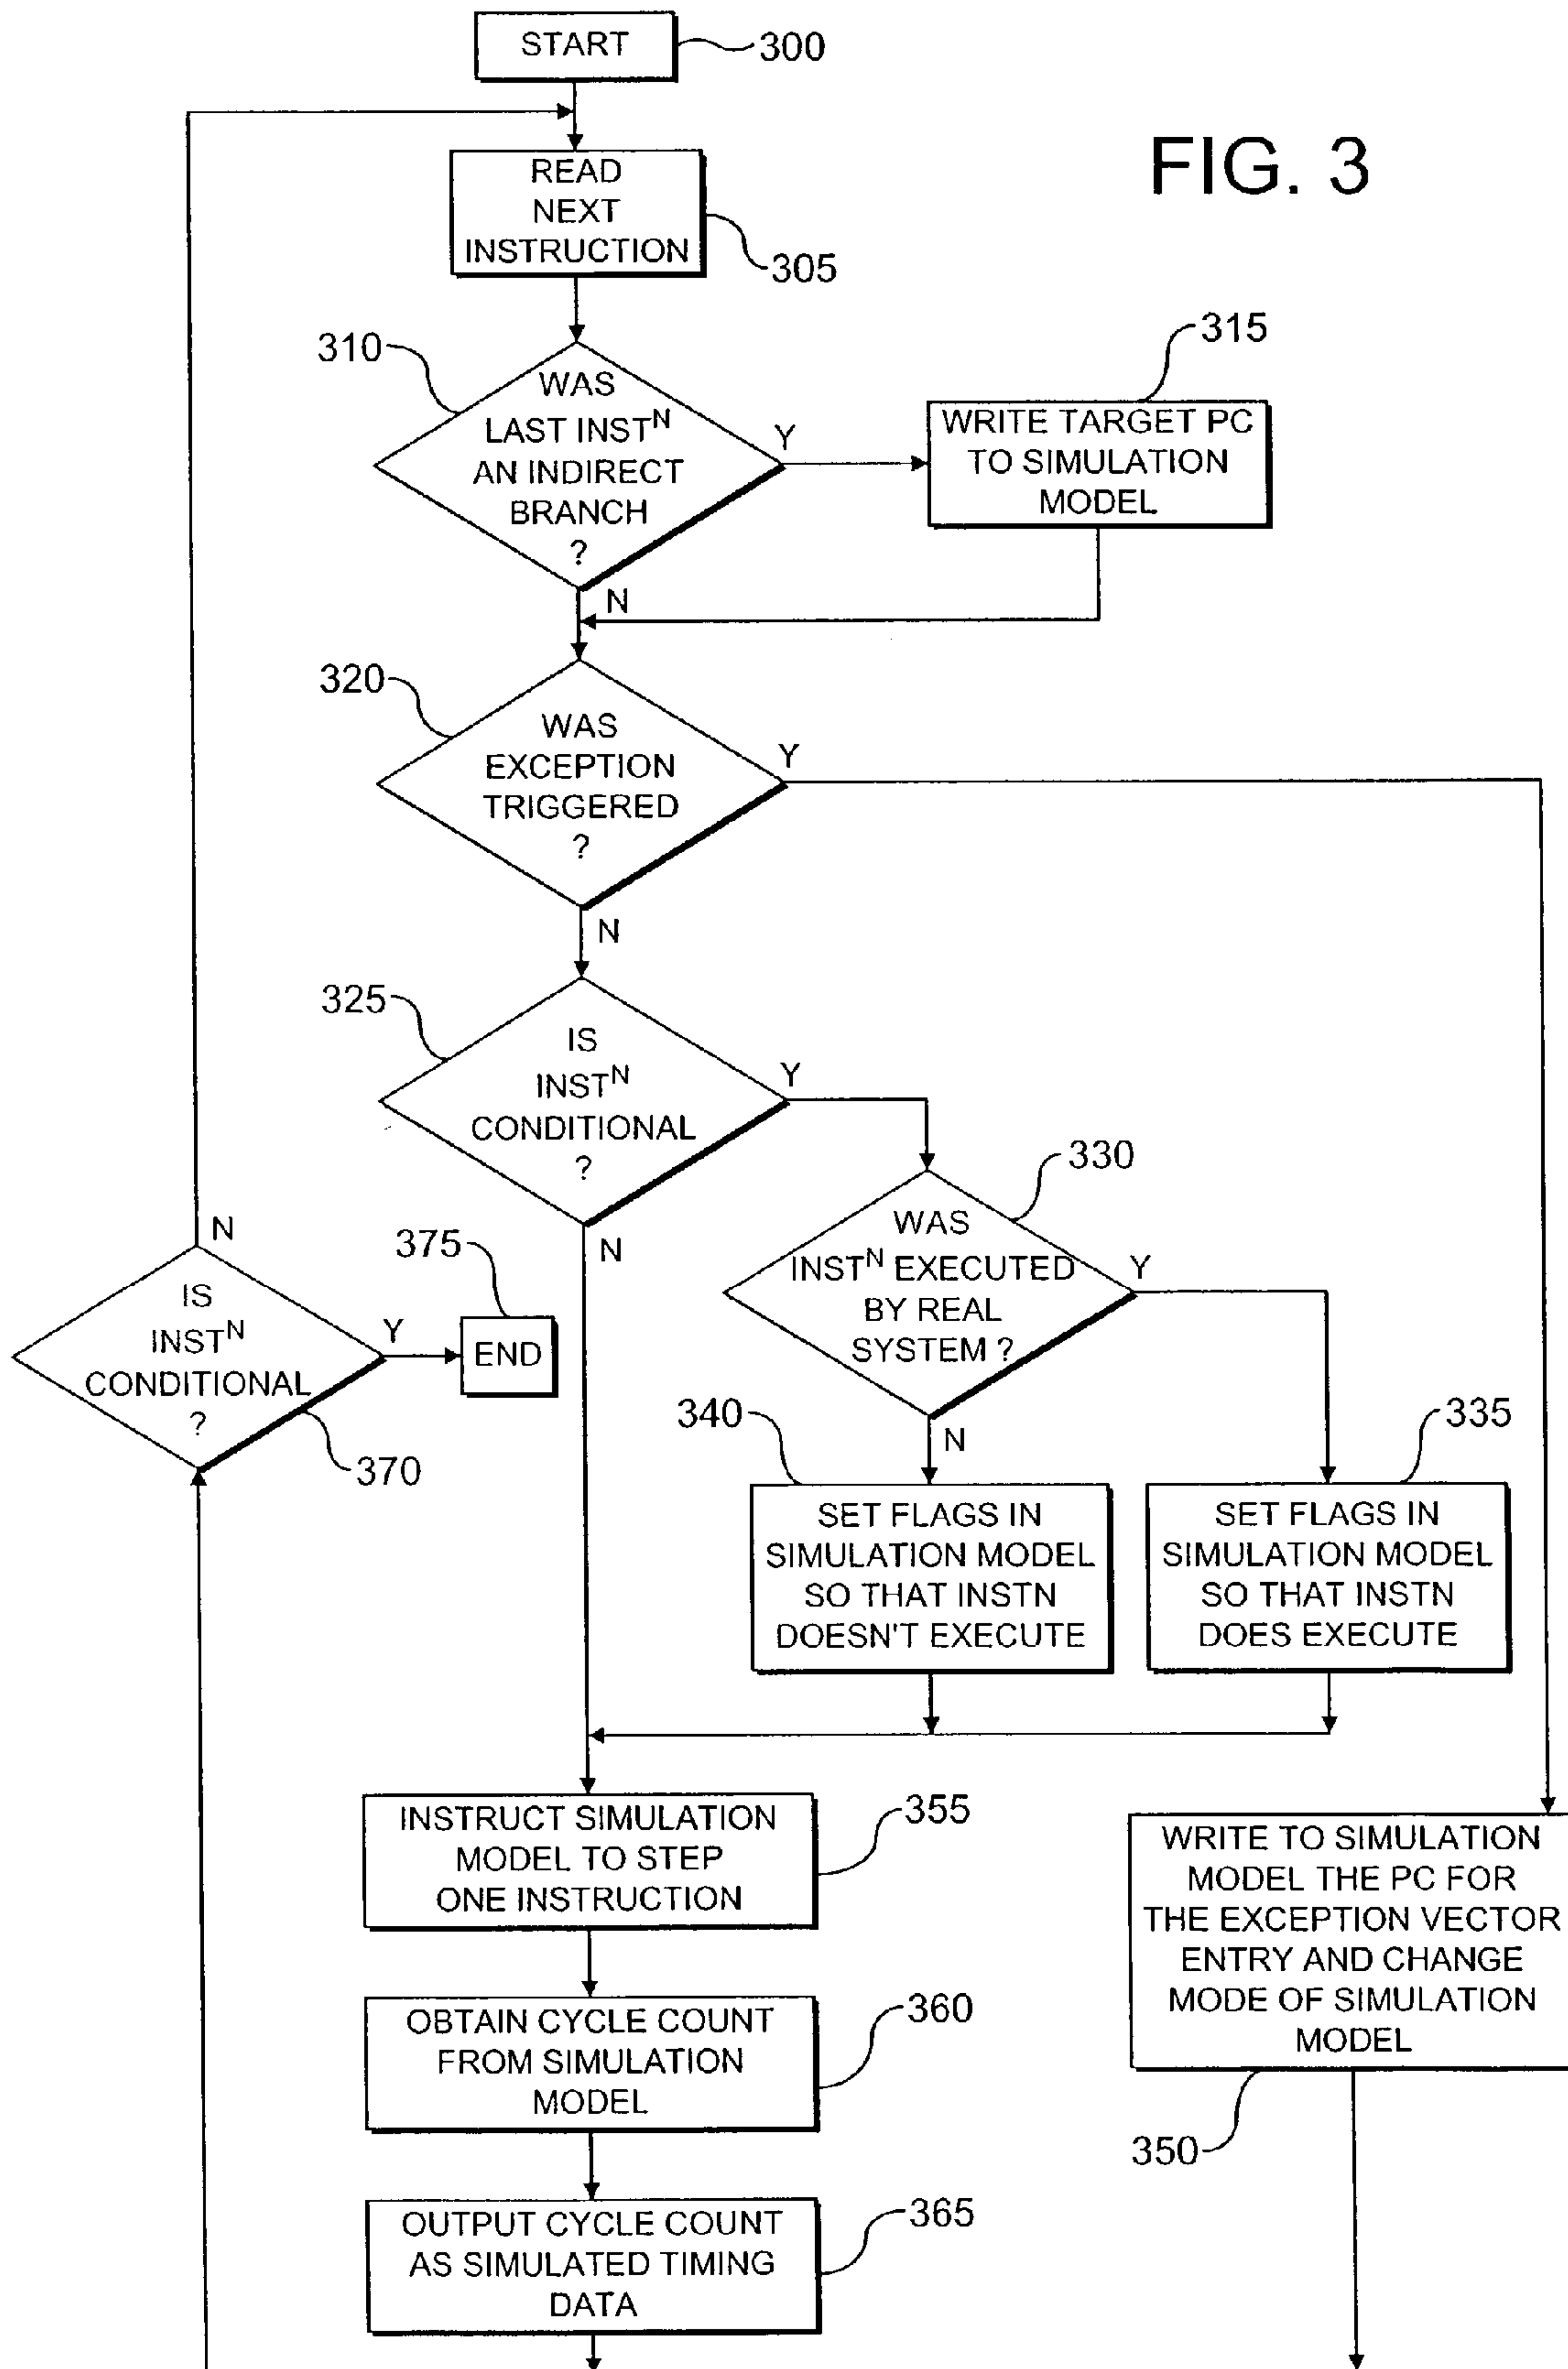 START
300
FIG. 3
READ
NEXT
INSTRUCTION
305
310
WAS
LAST INST^N
AN INDIRECT
BRANCH
?
Y
N
315
WRITE TARGET PC
TO SIMULATION
MODEL
320
WAS
EXCEPTION
TRIGGERED
?
Y
N
325
IS
INST^N
CONDITIONAL
?
Y
N
330
WAS
INST^N EXECUTED
BY REAL
SYSTEM ?
Y
N
N
IS
INST^N
CONDITIONAL
?
Y
370
375
END
340
SET FLAGS IN
SIMULATION MODEL
SO THAT INSTN
DOESN'T EXECUTE
335
SET FLAGS IN
SIMULATION MODEL
SO THAT INSTN
DOES EXECUTE
INSTRUCT SIMULATION
MODEL TO STEP
ONE INSTRUCTION
355
WRITE TO SIMULATION
MODEL THE PC FOR
THE EXCEPTION VECTOR
ENTRY AND CHANGE
MODE OF SIMULATION
MODEL
350
OBTAIN CYCLE COUNT
FROM SIMULATION
MODEL
360
OUTPUT CYCLE COUNT
AS SIMULATED TIMING
DATA
365